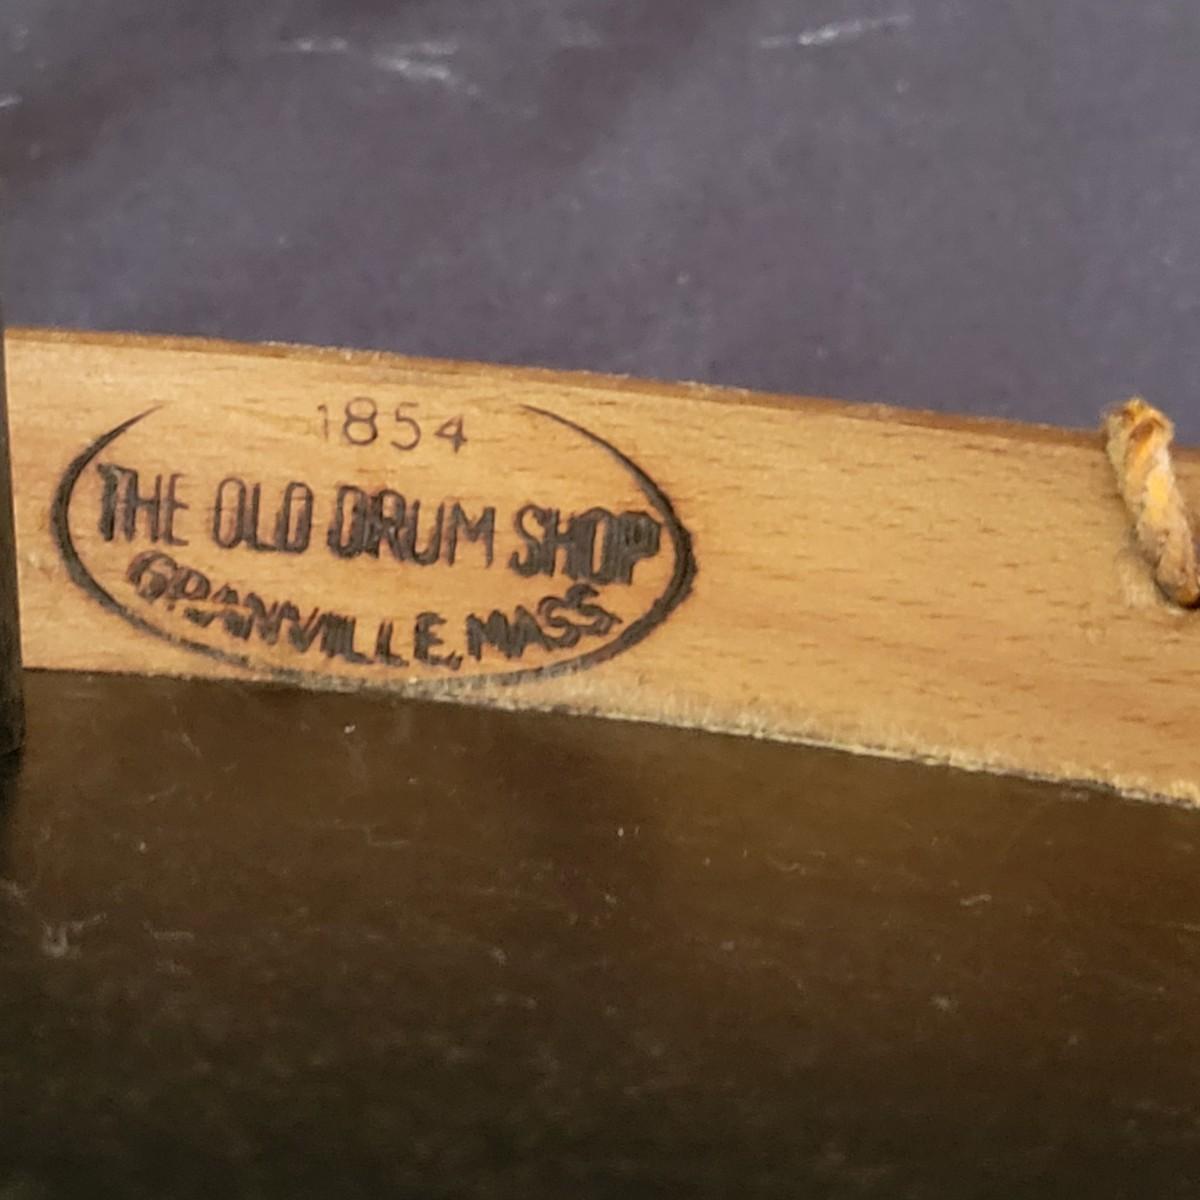 1854
THE OLD DRUM SHOP
GRANVILLE, MASS.